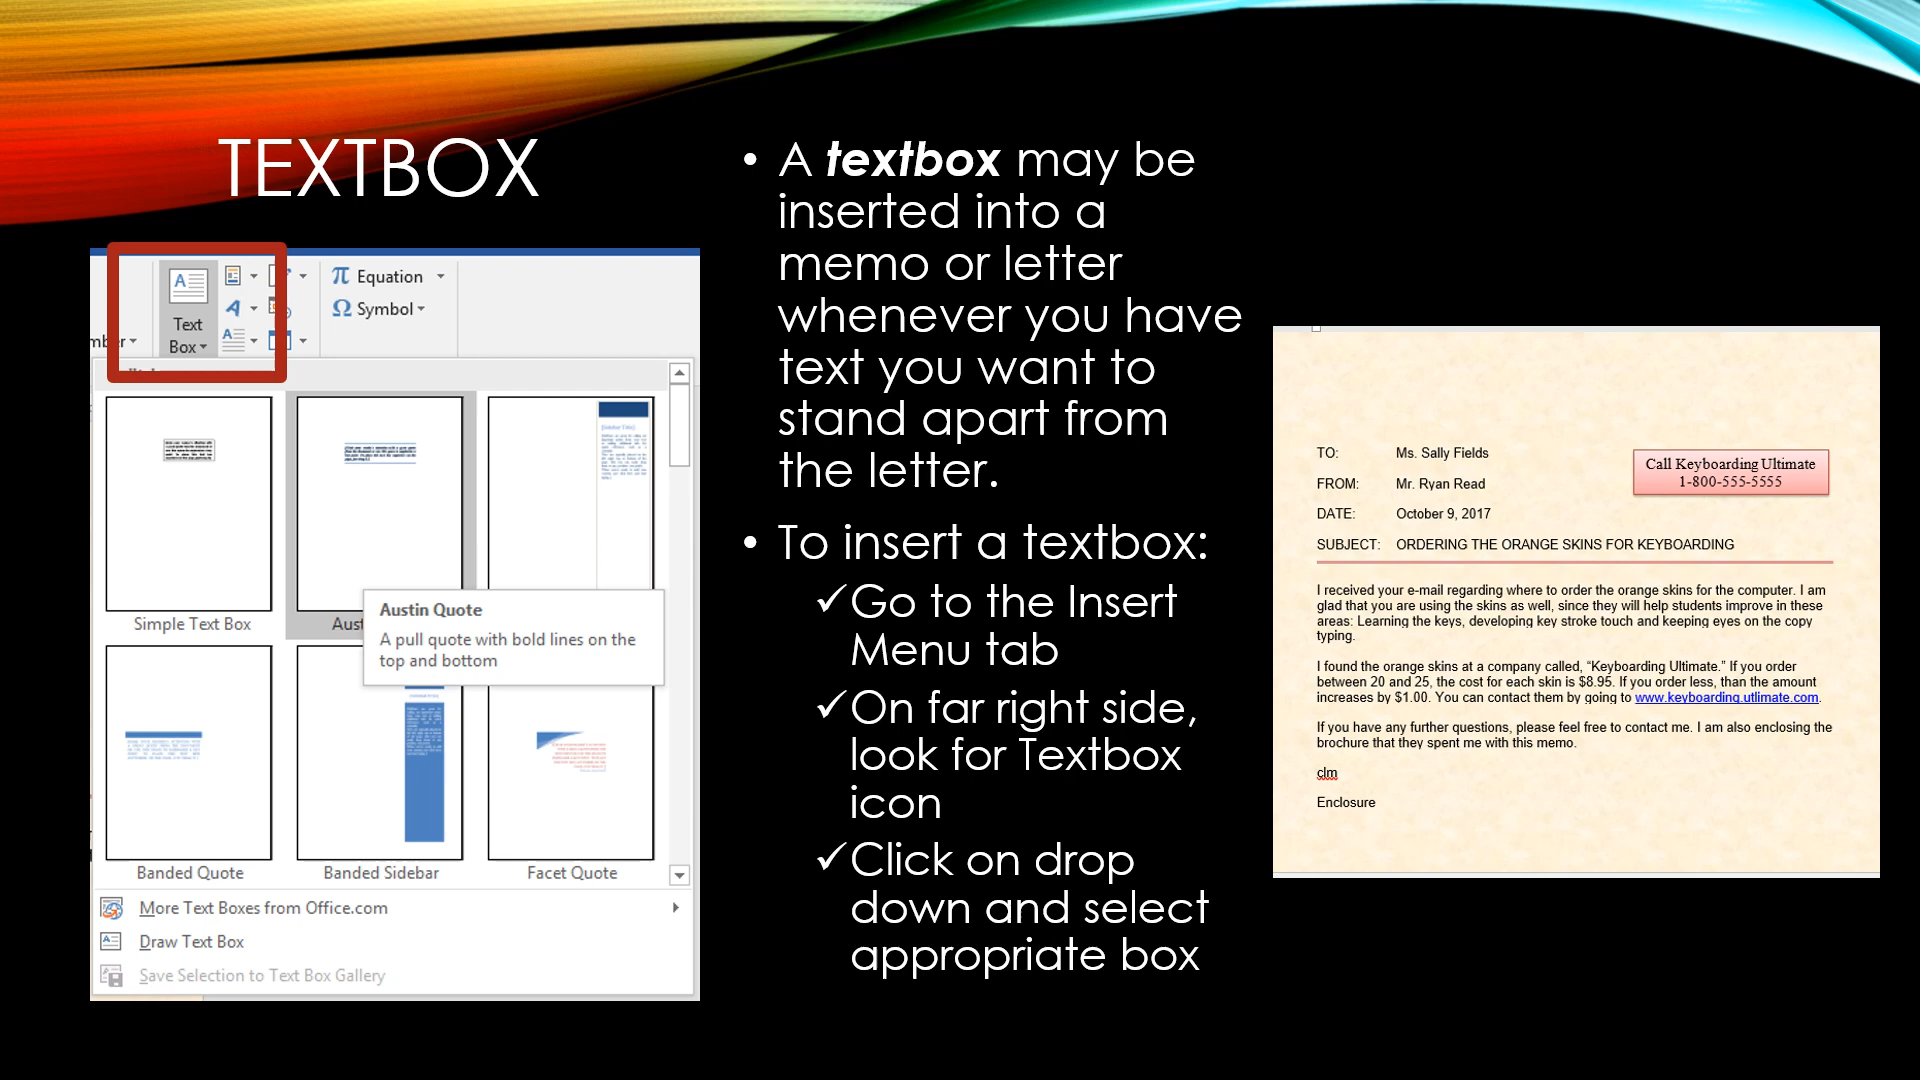 TEXTBOX
Text
Box
Equation
Symbol
Simple Text Box
Austin Quote
A pull quote with bold lines on the
top and bottom
Banded Quote
Banded Sidebar
Facet Quote
More Text Boxes from Office.com
Draw Text Box
Save Selection to Text Box Gallery
• A textbox may be
inserted into a
memo or letter
whenever you have
text you want to
stand apart from
the letter.
• To insert a textbox:
✓Go to the Insert
Menu tab
✓On far right side,
look for Textbox
icon
✓Click on drop
down and select
appropriate box
TO: Ms. Sally Fields
Call Keyboarding Ultimate
1-800-555-5555
FROM: Mr. Ryan Read
DATE: October 9, 2017
SUBJECT: ORDERING THE ORANGE SKINS FOR KEYBOARDING
I received your e-mail regarding where to order the orange skins for the computer. I am
glad that you are using the skins as well, since they will help students improve in these
areas: Learning the keys, developing key stroke touch and keeping eyes on the copy
typing.
I found the orange skins at a company called, “Keyboarding Ultimate.” If you order
between 20 and 25, the cost for each skin is $8.95. If you order less, than the amount
increases by $1.00. You can contact them by going to www.keyboarding.utlimate.com.
If you have any further questions, please feel free to contact me. I am also enclosing the
brochure that they spent me with this memo.
clm
Enclosure